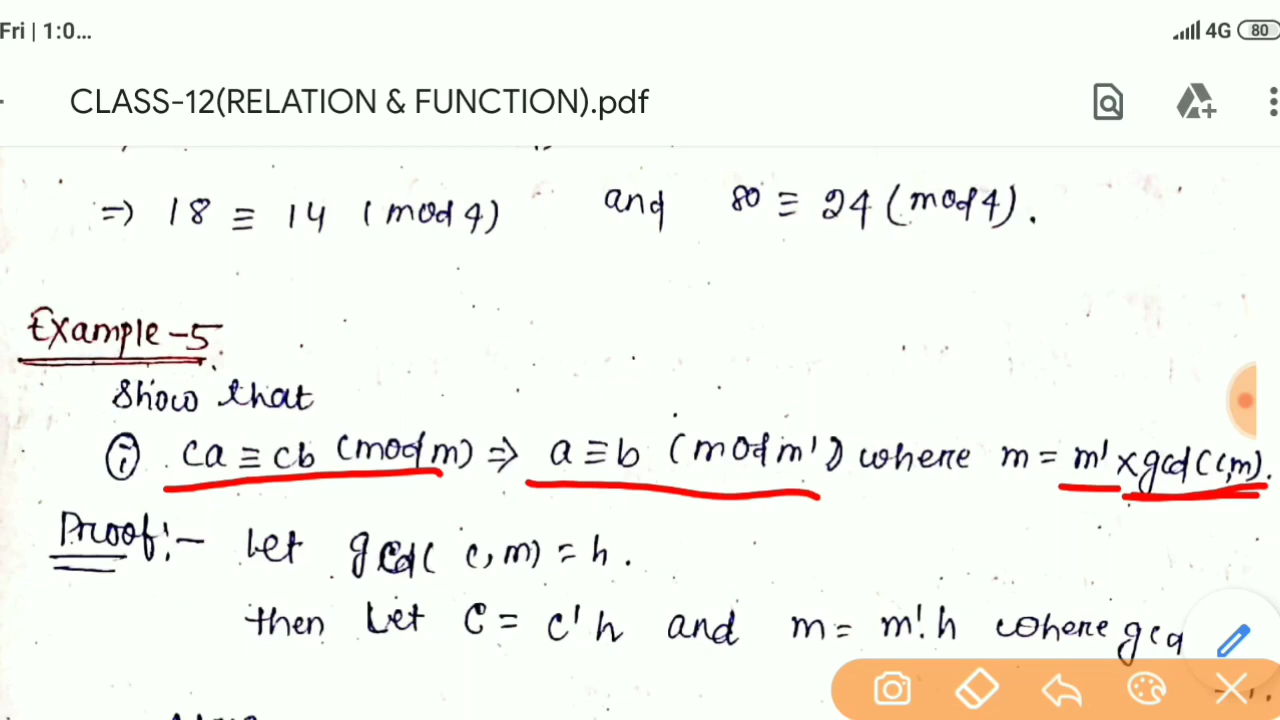 Fri | 1:0...
4G 80
CLASS-12(RELATION & FUNCTION).pdf
=> 18 ≡ 14 (mod 4) and 80 ≡ 24 (mod 4).
Example-5
Show that
(i) ca ≡ cb (mod m) => a ≡ b (mod m') where m = m' x gcd(c,m).
Proof:- Let gcd(c,m) = h.
then Let c = c'h and m = m'.h where gcd